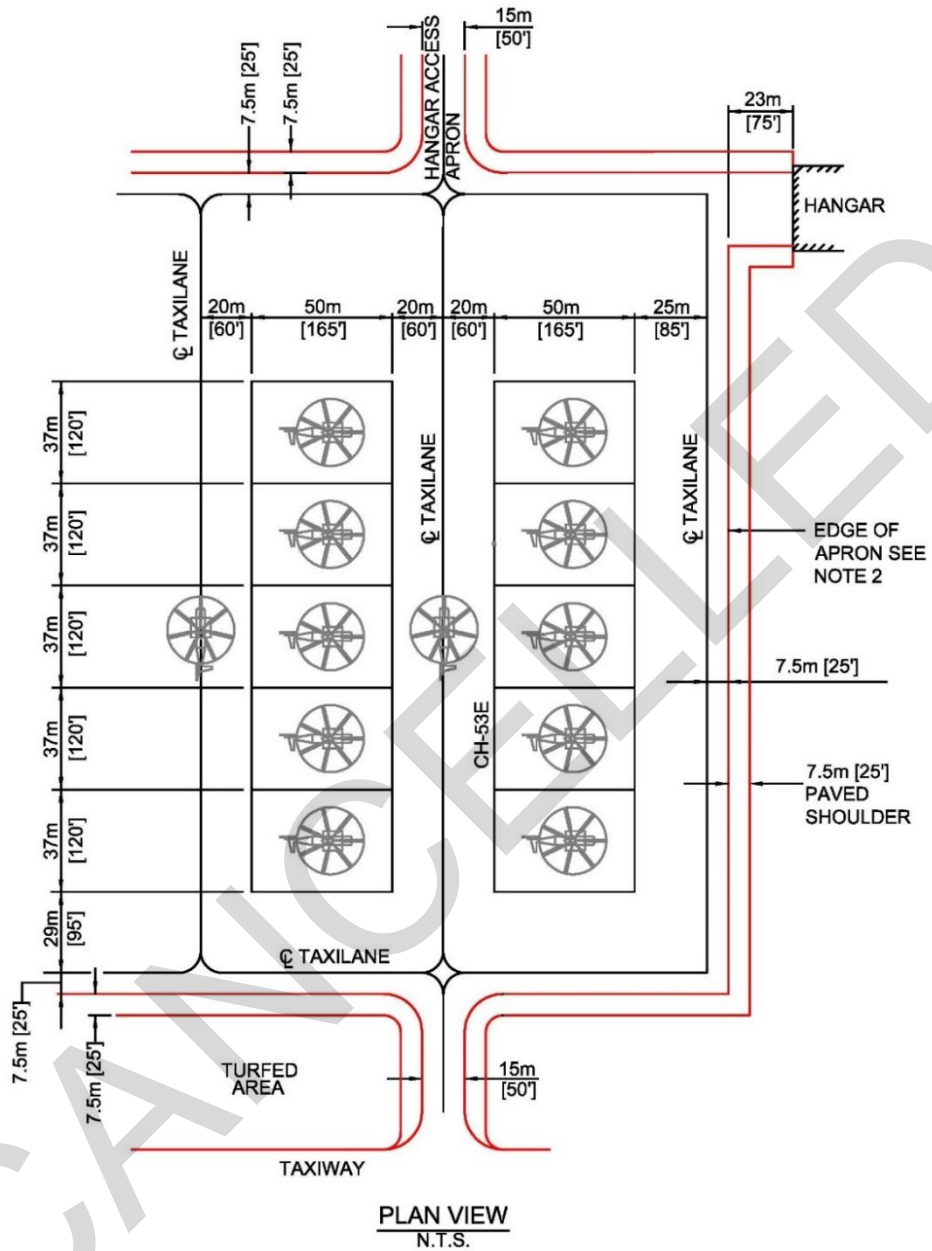 15m
[50']
7.5m [25']
7.5m [25']
HANGAR ACCESS
APRON
23m
[75']
HANGAR
℄ TAXILANE
20m
[60']
50m
[165']
20m
[60']
20m
[60']
50m
[165']
25m
[85']
37m
[120']
37m
[120']
37m
[120']
37m
[120']
37m
[120']
29m
[95']
℄ TAXILANE
℄ TAXILANE
EDGE OF
APRON SEE
NOTE 2
7.5m [25']
CH-53E
7.5m [25']
PAVED
SHOULDER
℄ TAXILANE
7.5m [25']
7.5m [25']
TURFED
AREA
15m
[50']
TAXIWAY
PLAN VIEW
N.T.S.
CANCELLED